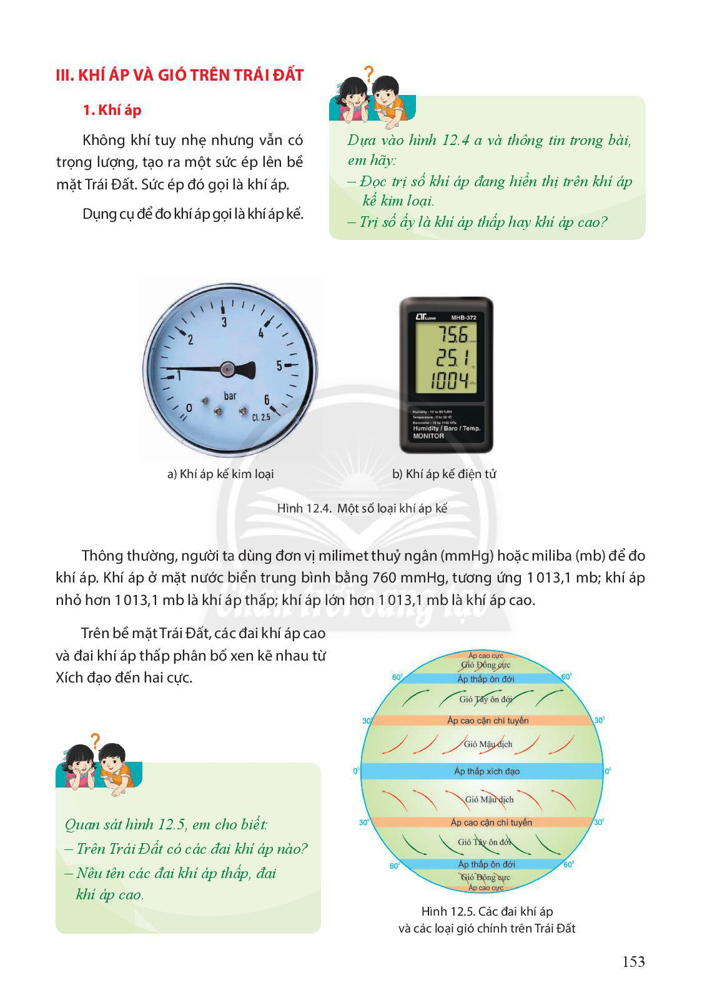 III. KHÍ ÁP VÀ GIÓ TRÊN TRÁI ĐẤT
1. Khí áp
Không khí tuy nhẹ nhưng vẫn có
trọng lượng, tạo ra một sức ép lên bề
mặt Trái Đất. Sức ép đó gọi là khí áp.
Dụng cụ để đo khí áp gọi là khí áp kế.
?
Dựa vào hình 12.4 a và thông tin trong bài,
em hãy:
– Đọc trị số khí áp đang hiển thị trên khí áp
kế kim loại.
– Trị số ấy là khí áp thấp hay khí áp cao?
0
1
2
3
4
5
6
bar
Cl. 2.5
a) Khí áp kế kim loại
Lutron
MHB-372
75.6
25.1
1004
Humidity : 10 to 90 %RH
Temperature : 0 to 50 °C
Barometer : 10 to 1100 hPa
Humidity / Baro / Temp.
MONITOR
b) Khí áp kế điện tử
Hình 12.4. Một số loại khí áp kế
Thông thường, người ta dùng đơn vị milimet thuỷ ngân (mmHg) hoặc miliba (mb) để đo
khí áp. Khí áp ở mặt nước biển trung bình bằng 760 mmHg, tương ứng 1 013,1 mb; khí áp
nhỏ hơn 1 013,1 mb là khí áp thấp; khí áp lớn hơn 1 013,1 mb là khí áp cao.
Chân trời sáng tạo
Trên bề mặt Trái Đất, các đai khí áp cao
và đai khí áp thấp phân bố xen kẽ nhau từ
Xích đạo đến hai cực.
?
Quan sát hình 12.5, em cho biết:
– Trên Trái Đất có các đai khí áp nào?
– Nêu tên các đai khí áp thấp, đai
khí áp cao.
Áp cao cực
Gió Đông cực
60⁰ Áp thấp ôn đới 60⁰
Gió Tây ôn đới
30⁰ Áp cao cận chí tuyến 30⁰
Gió Mậu dịch
0⁰ Áp thấp xích đạo 0⁰
Gió Mậu dịch
30⁰ Áp cao cận chí tuyến 30⁰
Gió Tây ôn đới
60⁰ Áp thấp ôn đới 60⁰
Gió Đông cực
Áp cao cực
Hình 12.5. Các đai khí áp
và các loại gió chính trên Trái Đất
153